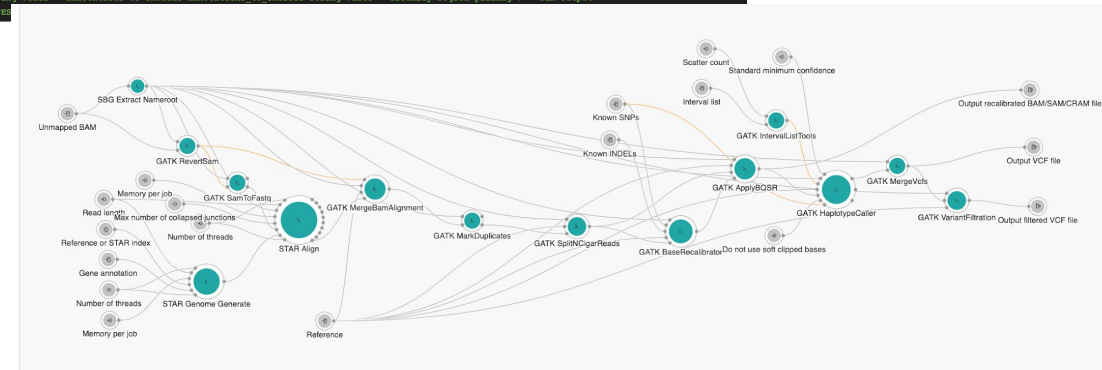 Scatter count
Standard minimum confidence
SBG Extract Nameroot
Interval list
Output recalibrated BAM/SAM/CRAM file
Unmapped BAM
Known SNPs
GATK IntervalListTools
GATK RevertSam
Known INDELs
Output VCF file
GATK MergeVcfs
GATK ApplyBQSR
Memory per job
GATK SamToFastq
GATK MergeBamAlignment
GATK HaplotypeCaller
Read length
Max number of collapsed junctions
GATK VariantFiltration
Output filtered VCF file
Number of threads
GATK MarkDuplicates
Reference or STAR index
STAR Align
GATK SplitNCigarReads
GATK BaseRecalibrator
Do not use soft clipped bases
Gene annotation
Number of threads
STAR Genome Generate
Memory per job
Reference